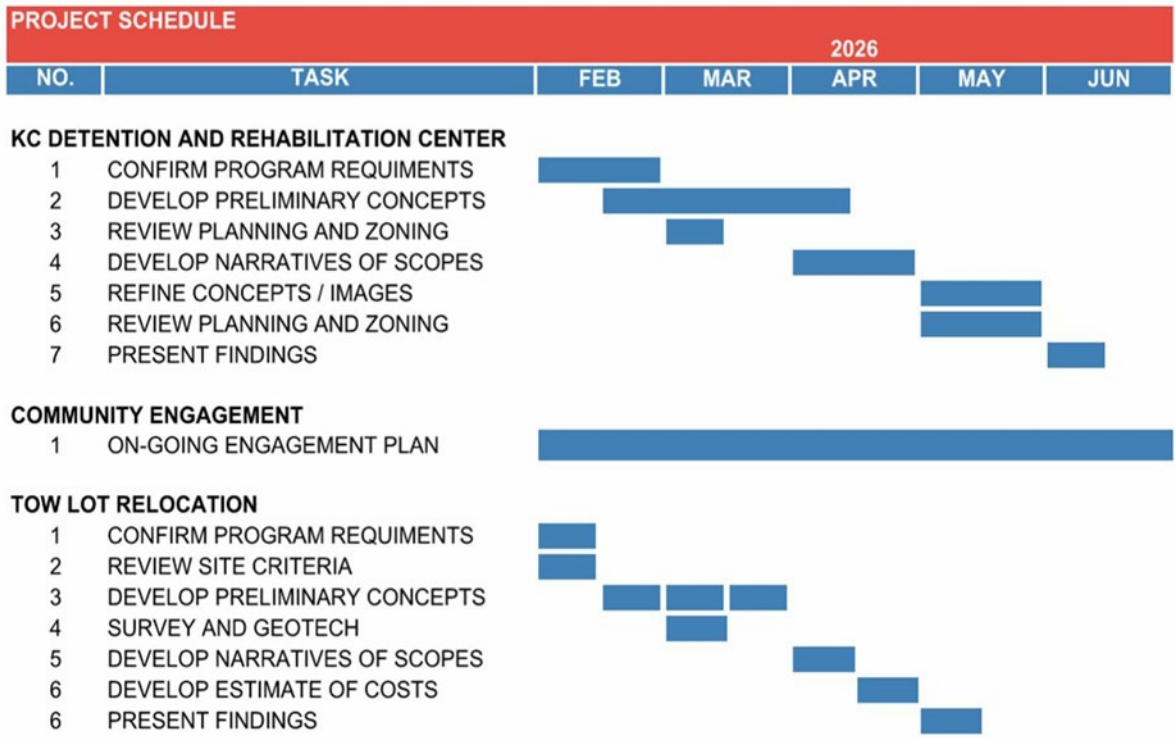 PROJECT SCHEDULE
2026
NO. TASK FEB MAR APR MAY JUN
KC DETENTION AND REHABILITATION CENTER
1 CONFIRM PROGRAM REQUIMENTS
2 DEVELOP PRELIMINARY CONCEPTS
3 REVIEW PLANNING AND ZONING
4 DEVELOP NARRATIVES OF SCOPES
5 REFINE CONCEPTS / IMAGES
6 REVIEW PLANNING AND ZONING
7 PRESENT FINDINGS
COMMUNITY ENGAGEMENT
1 ON-GOING ENGAGEMENT PLAN
TOW LOT RELOCATION
1 CONFIRM PROGRAM REQUIMENTS
2 REVIEW SITE CRITERIA
3 DEVELOP PRELIMINARY CONCEPTS
4 SURVEY AND GEOTECH
5 DEVELOP NARRATIVES OF SCOPES
6 DEVELOP ESTIMATE OF COSTS
6 PRESENT FINDINGS